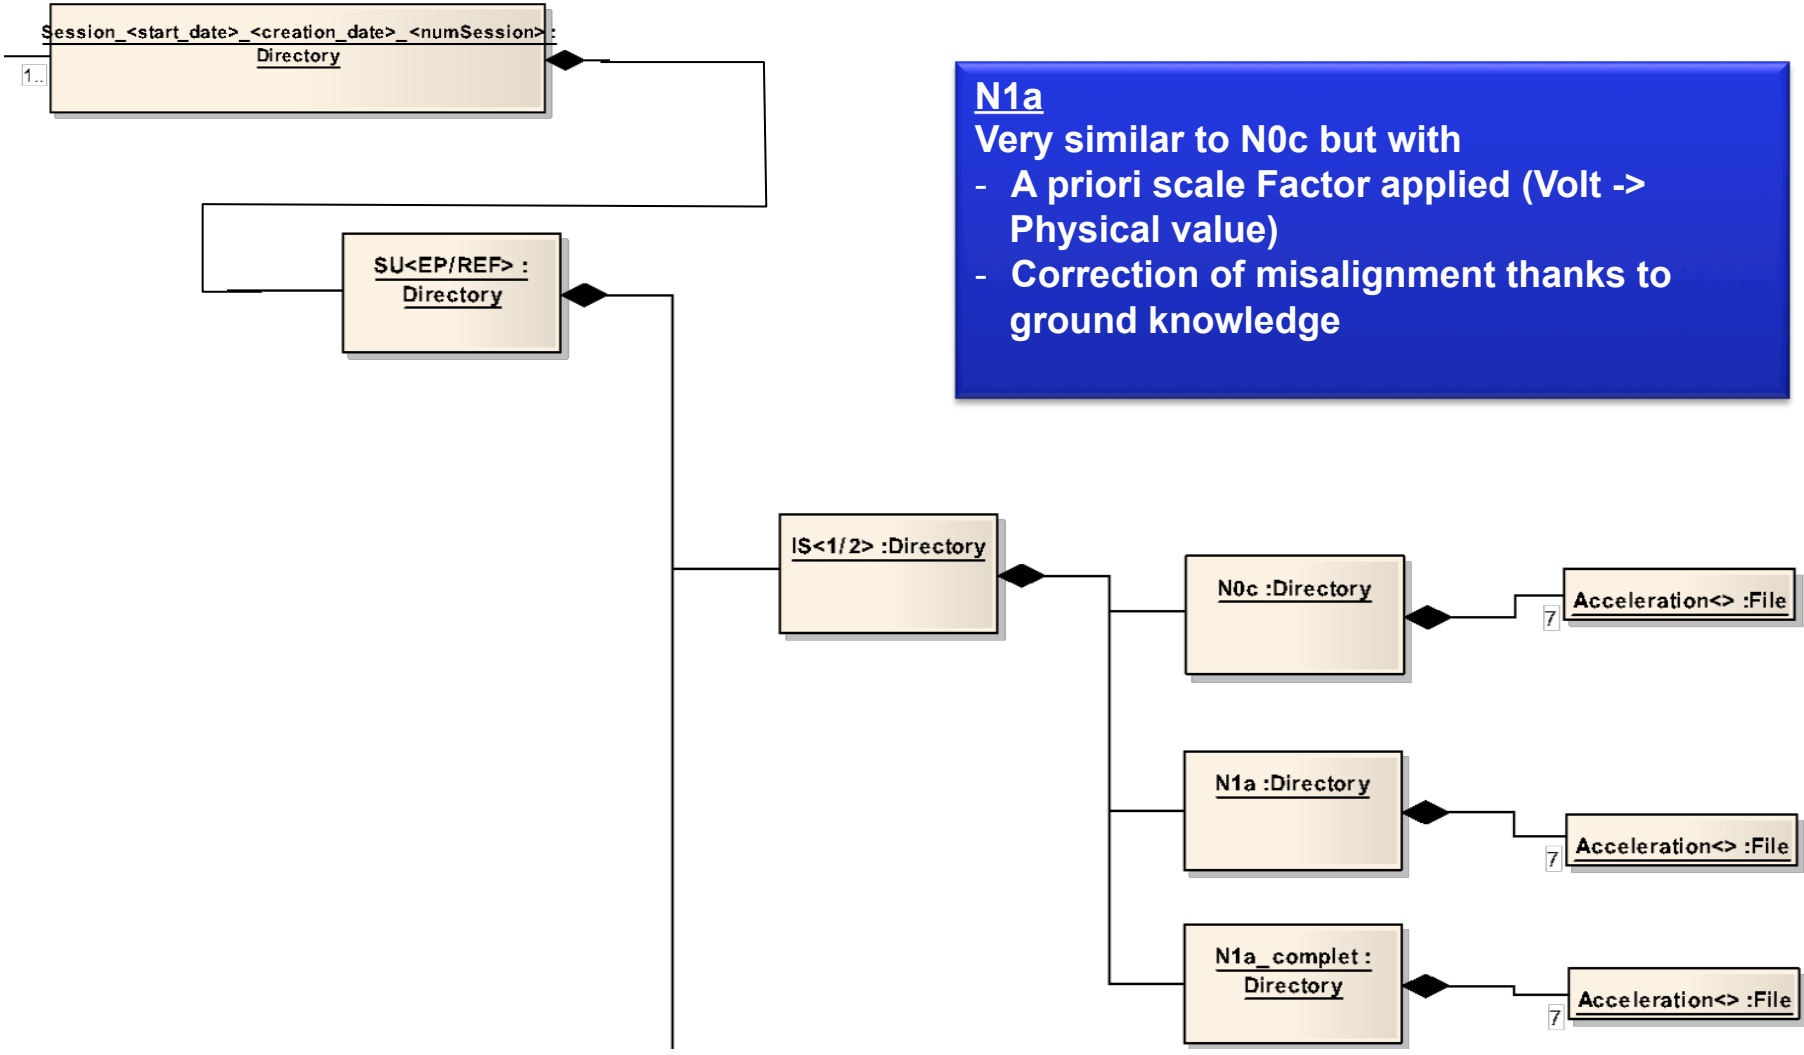 Session_<start_date>_<creation_date>_<numSession> :
Directory
1..
N1a
Very similar to N0c but with
- A priori scale Factor applied (Volt ->
Physical value)
- Correction of misalignment thanks to
ground knowledge
SU<EP/REF> :
Directory
IS<1/2> :Directory
N0c :Directory
Acceleration<> :File
7
N1a :Directory
Acceleration<> :File
7
N1a_complet :
Directory
Acceleration<> :File
7